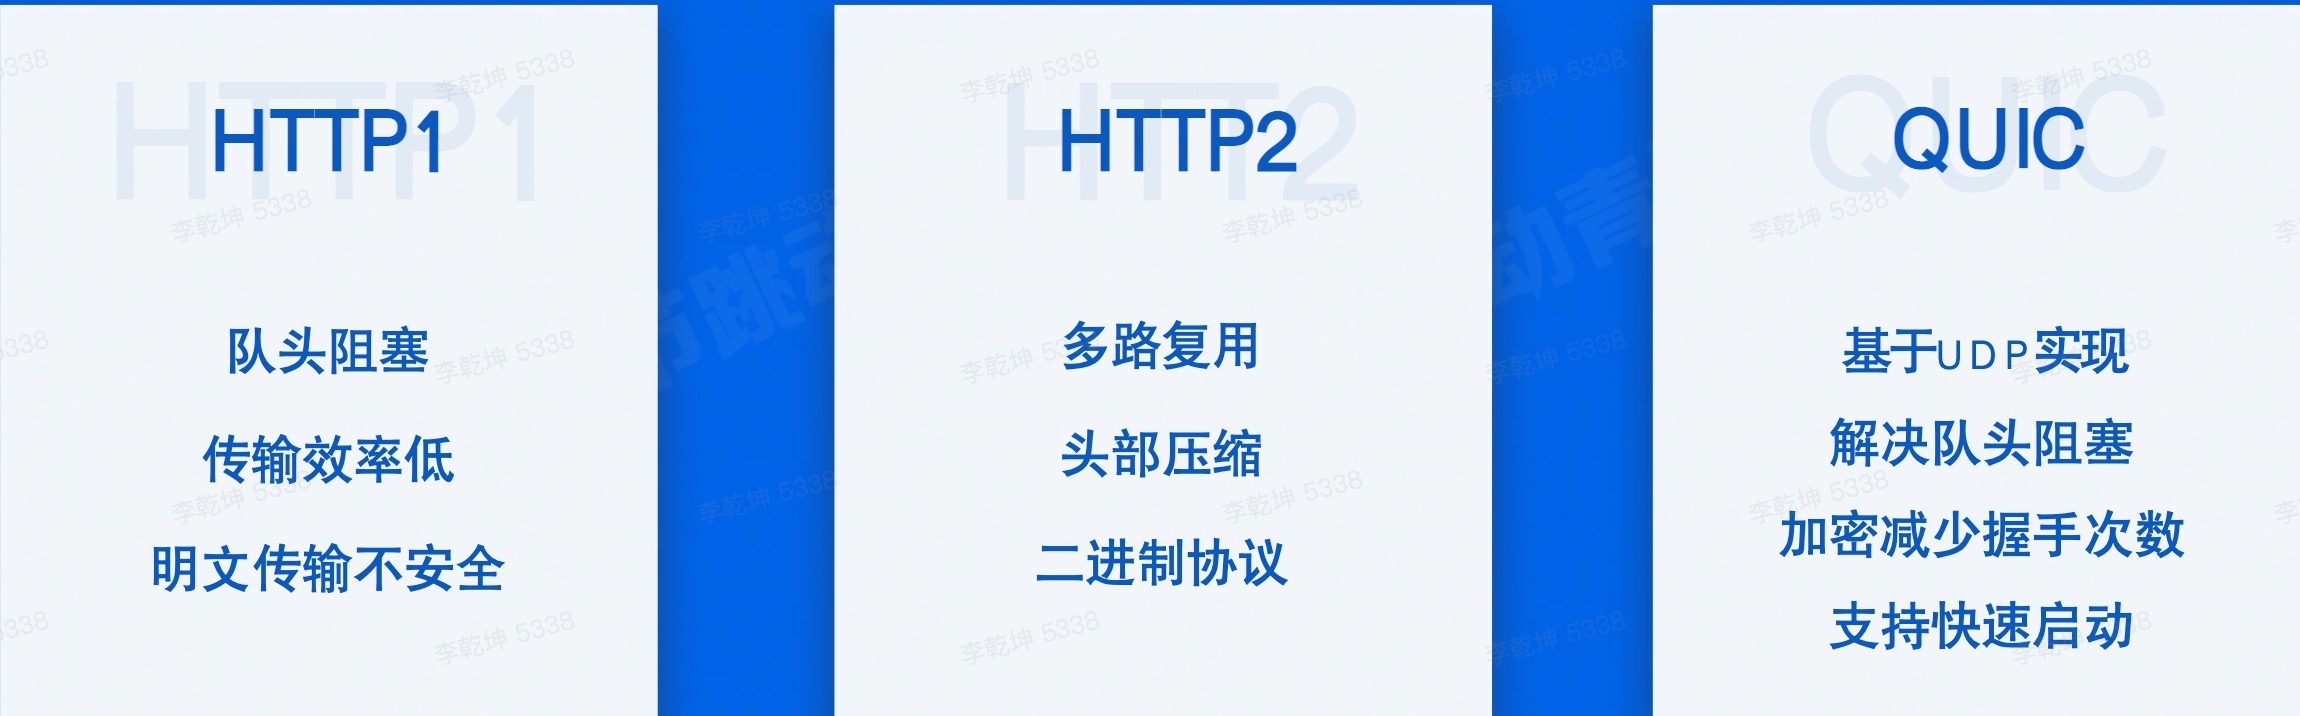 HTTP1
队头阻塞
传输效率低
明文传输不安全
HTTP2
多路复用
头部压缩
二进制协议
QUIC
基于UDP实现
解决队头阻塞
加密减少握手次数
支持快速启动
李乾坤 5338